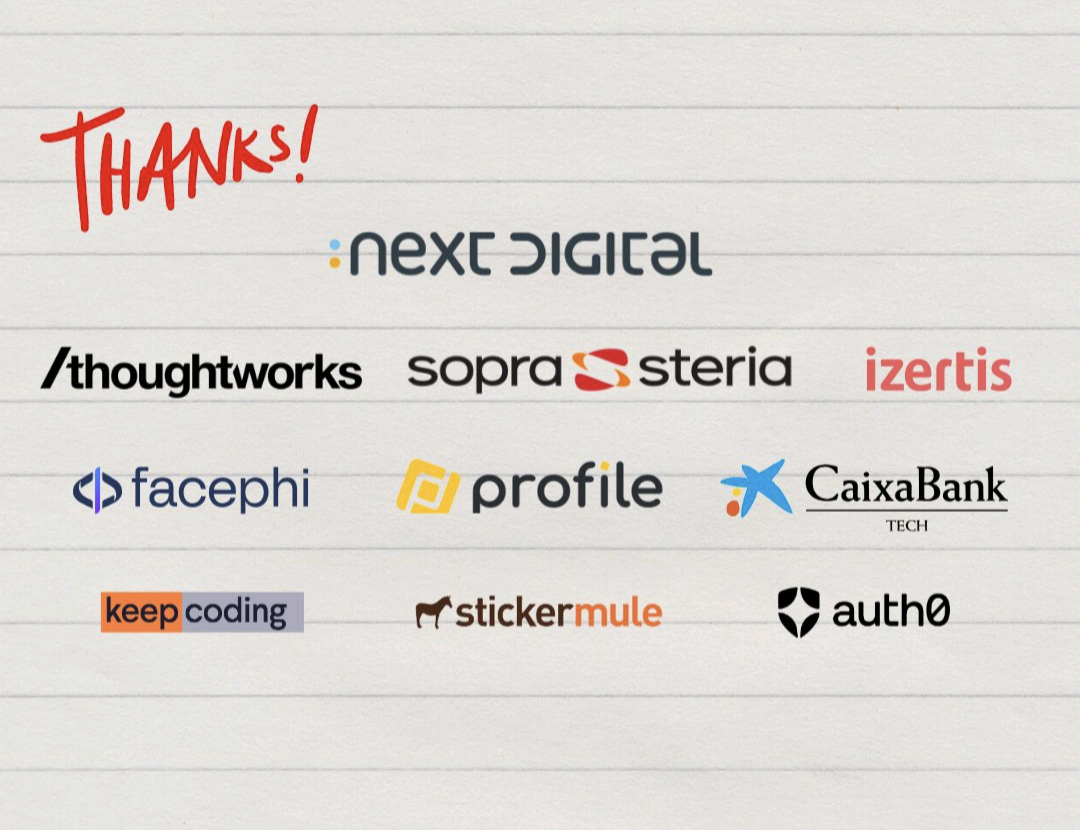 THANKS!
:next DIGITAL
/thoughtworks sopra steria izertis
facephi profile CaixaBank
TECH
keepcoding stickermule auth0